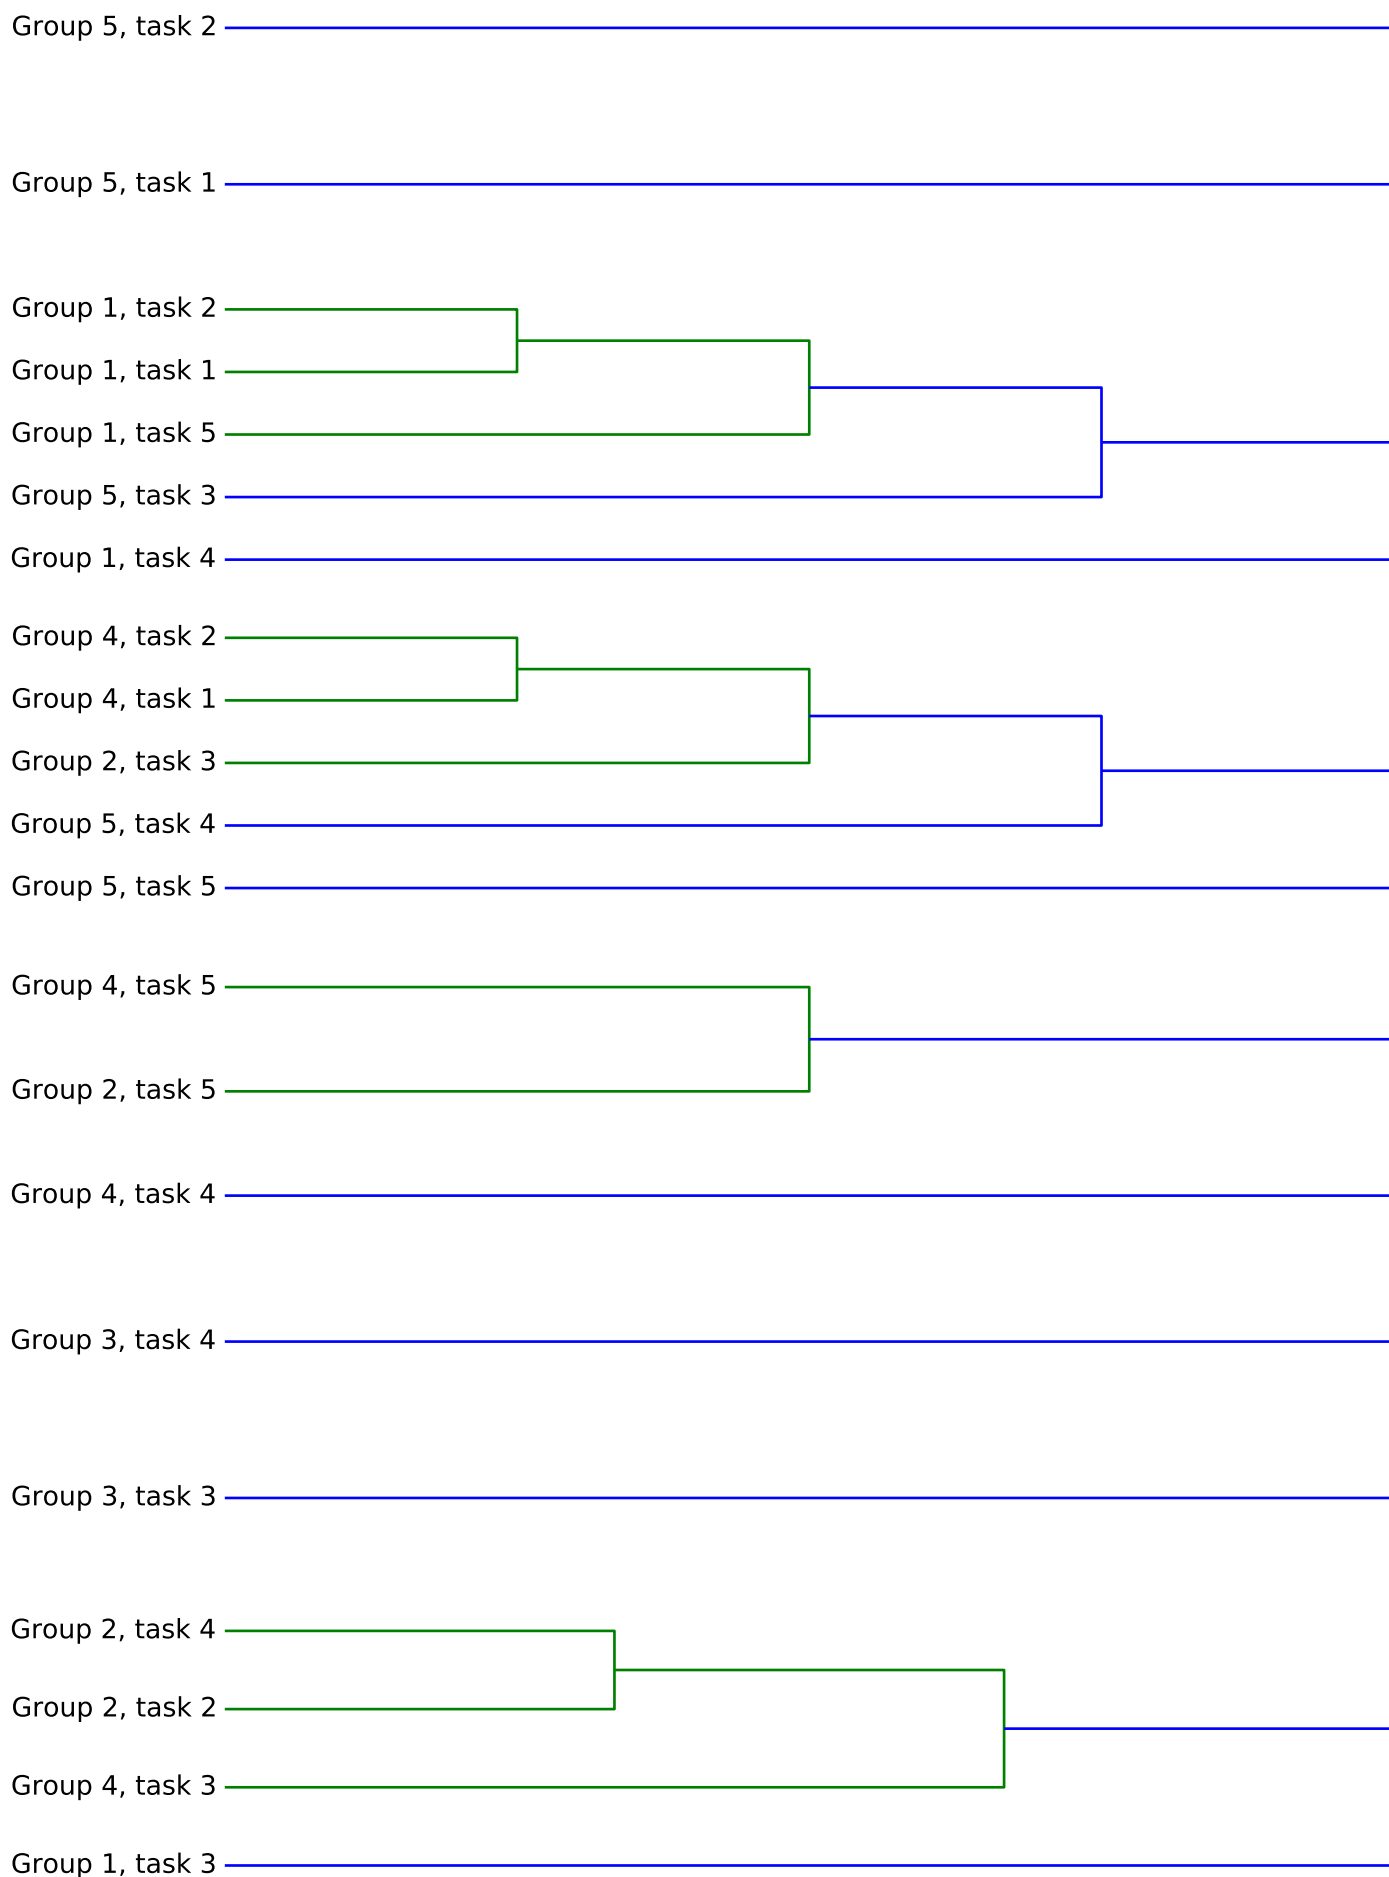 Group 5, task 2
Group 5, task 1
Group 1, task 2
Group 1, task 1
Group 1, task 5
Group 5, task 3
Group 1, task 4
Group 4, task 2
Group 4, task 1
Group 2, task 3
Group 5, task 4
Group 5, task 5
Group 4, task 5
Group 2, task 5
Group 4, task 4
Group 3, task 4
Group 3, task 3
Group 2, task 4
Group 2, task 2
Group 4, task 3
Group 1, task 3